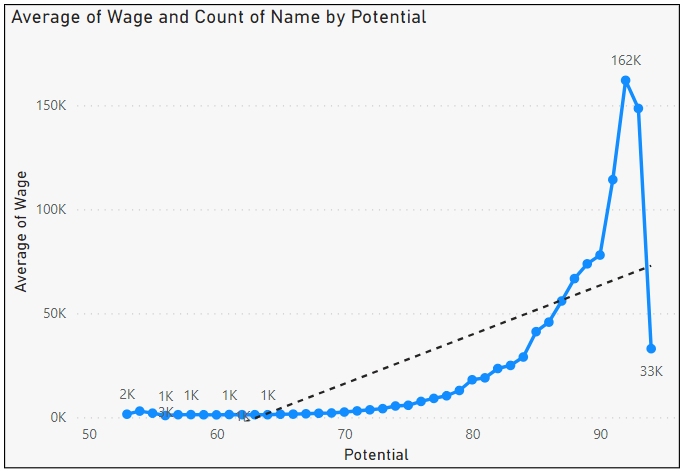 Average of Wage and Count of Name by Potential
162K
150K
100K
50K
0K
2K
1K
1K
1K
1K
33K
50
60
70
80
90
Average of Wage
Potential